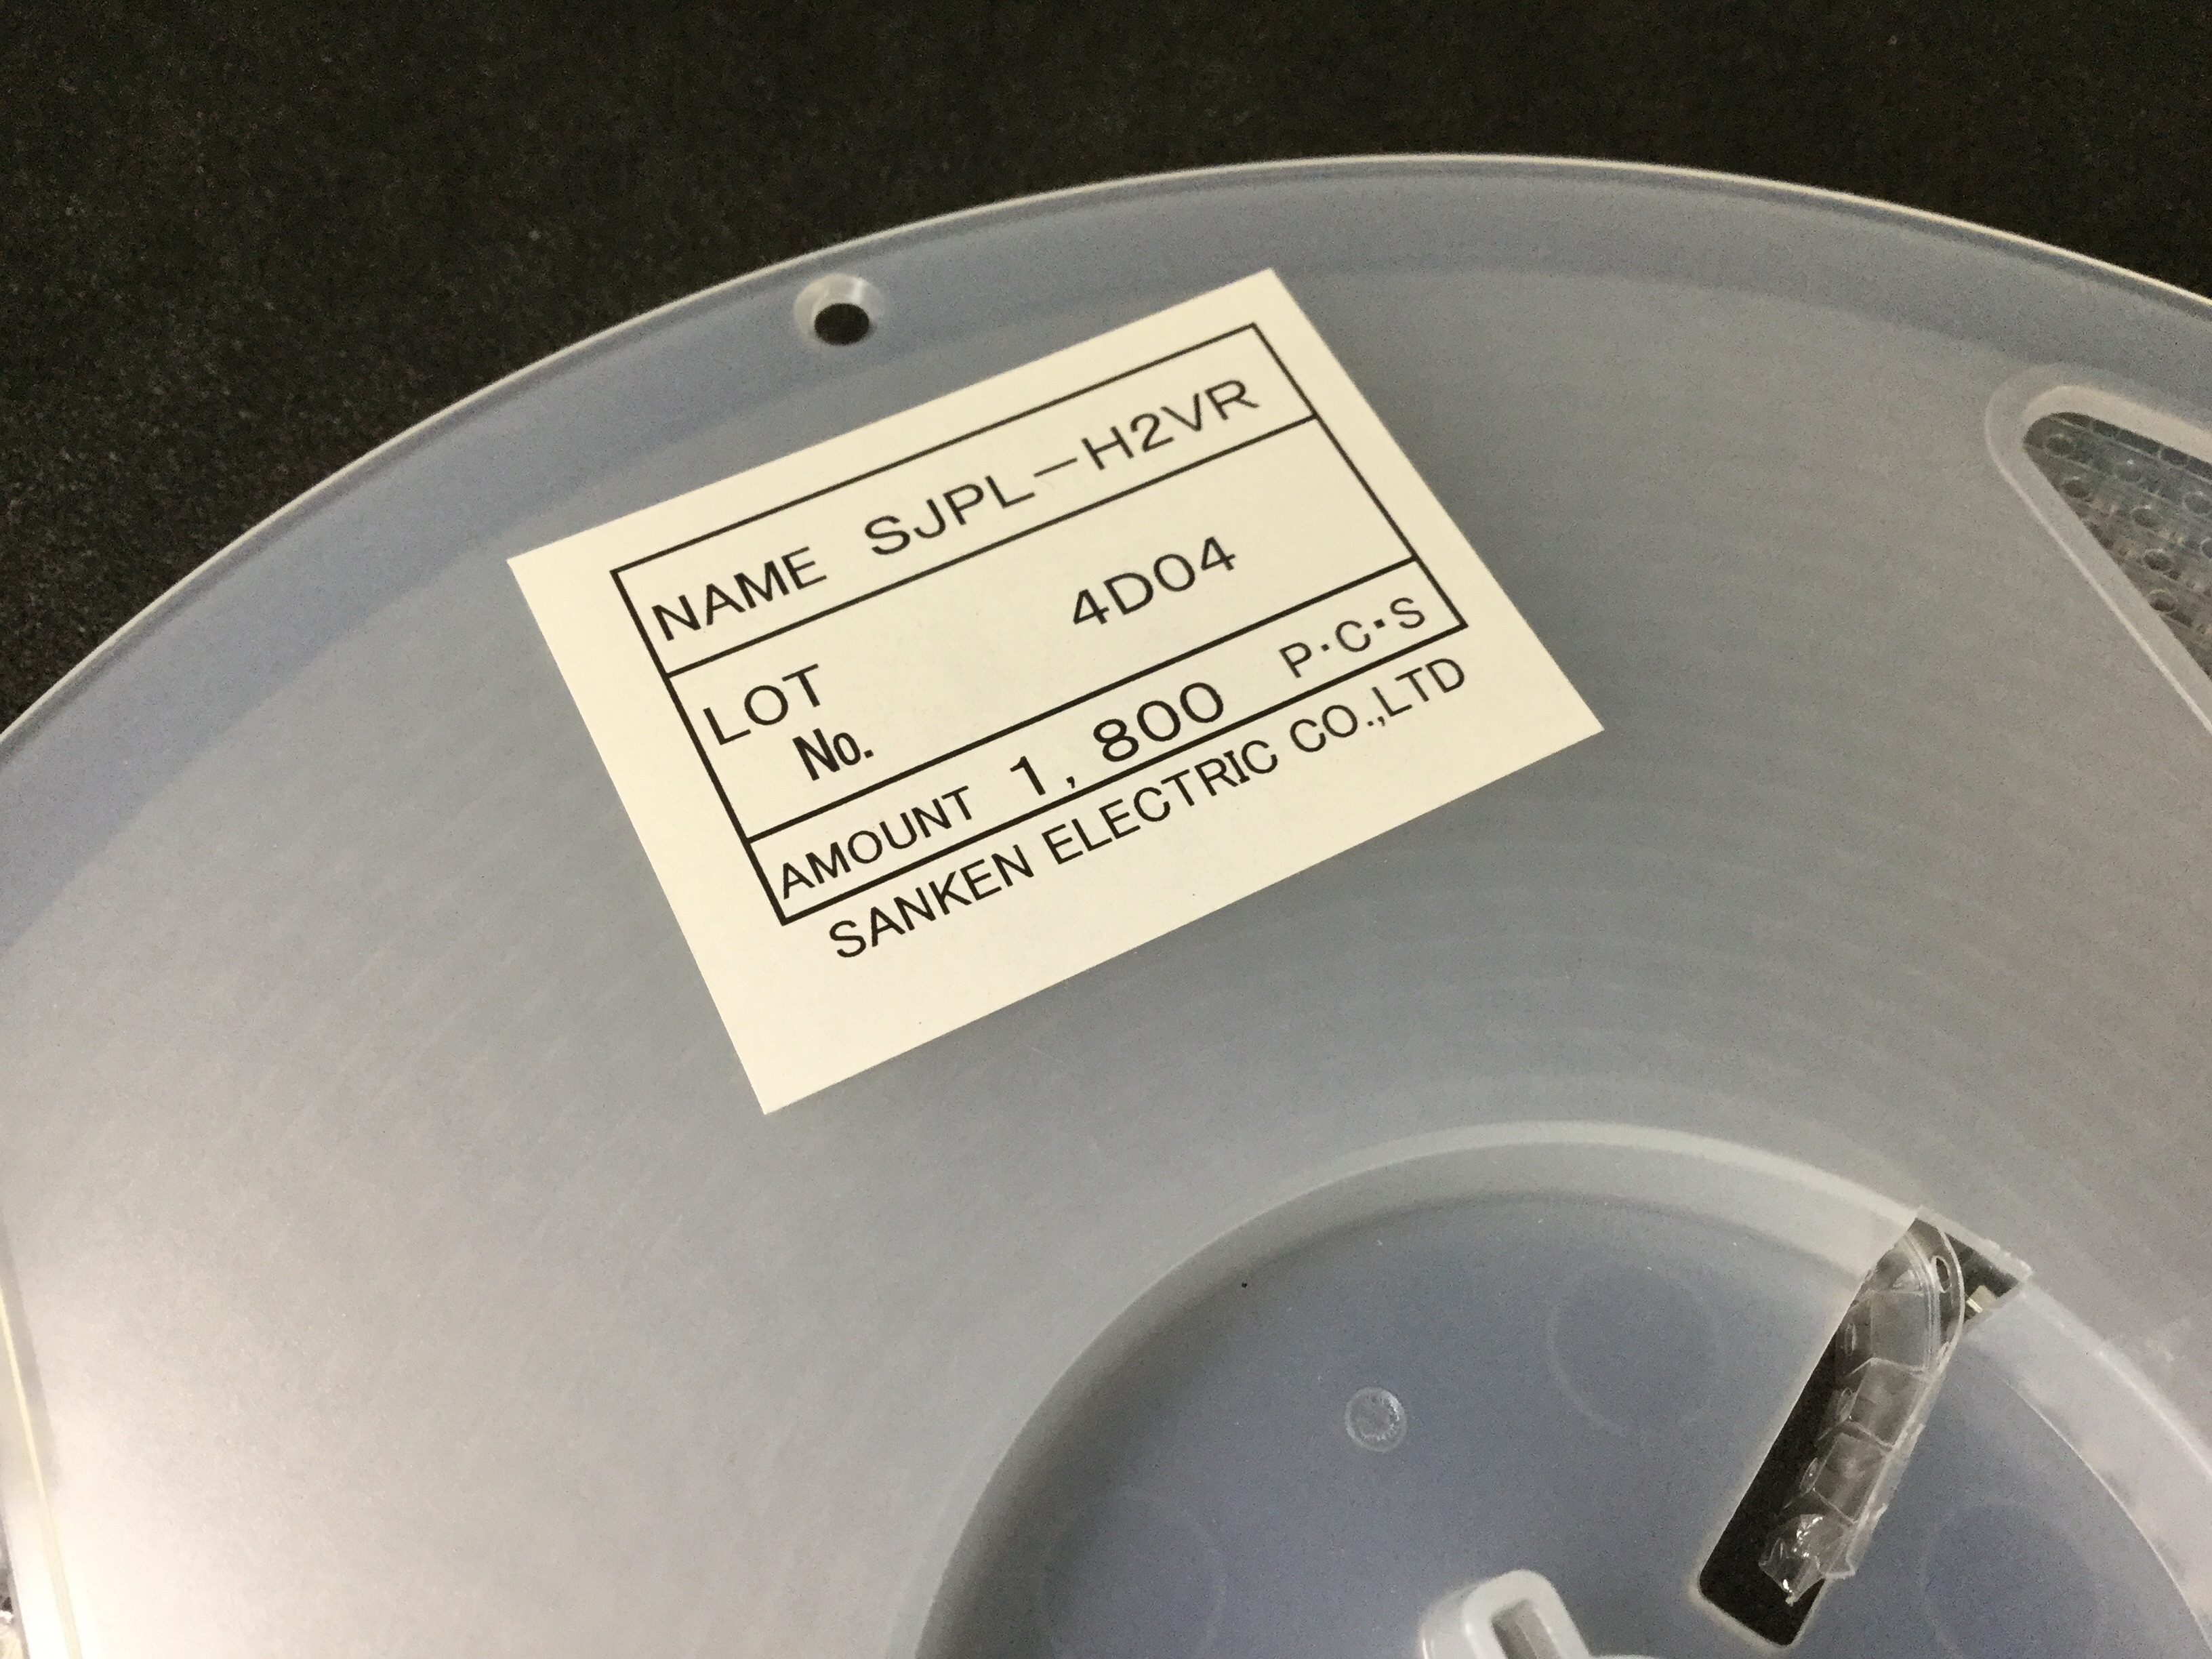 NAME SJPL-H2VR
LOT No. 4D04
AMOUNT 1,800 P·C·S
SANKEN ELECTRIC CO.,LTD